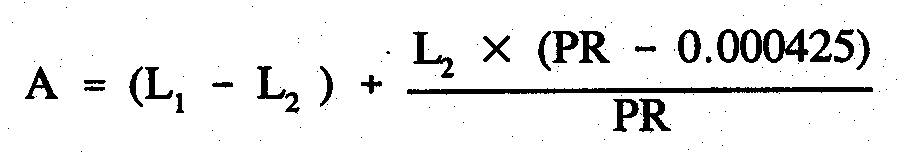 A = (L₁ - L₂ ) + L₂ × (PR - 0.000425)
PR